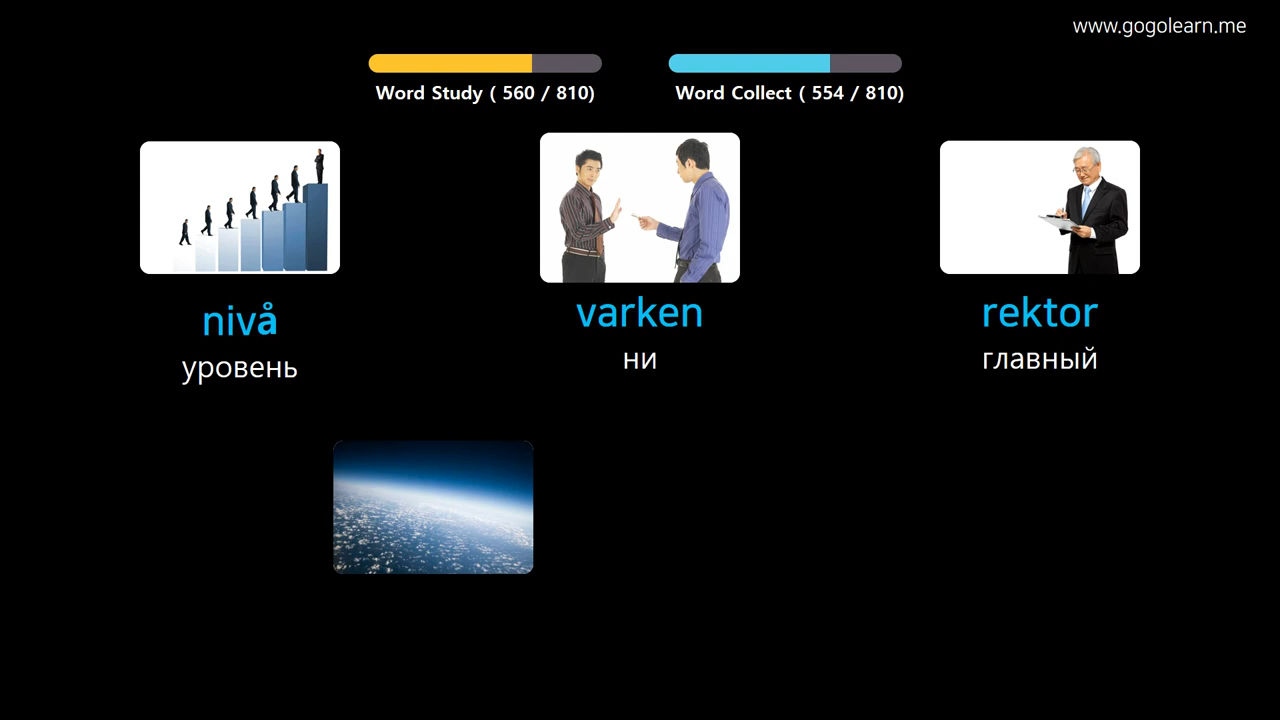 www.gogolearn.me
Word Study ( 560 / 810)
Word Collect ( 554 / 810)
nivå
уровень
varken
ни
rektor
главный